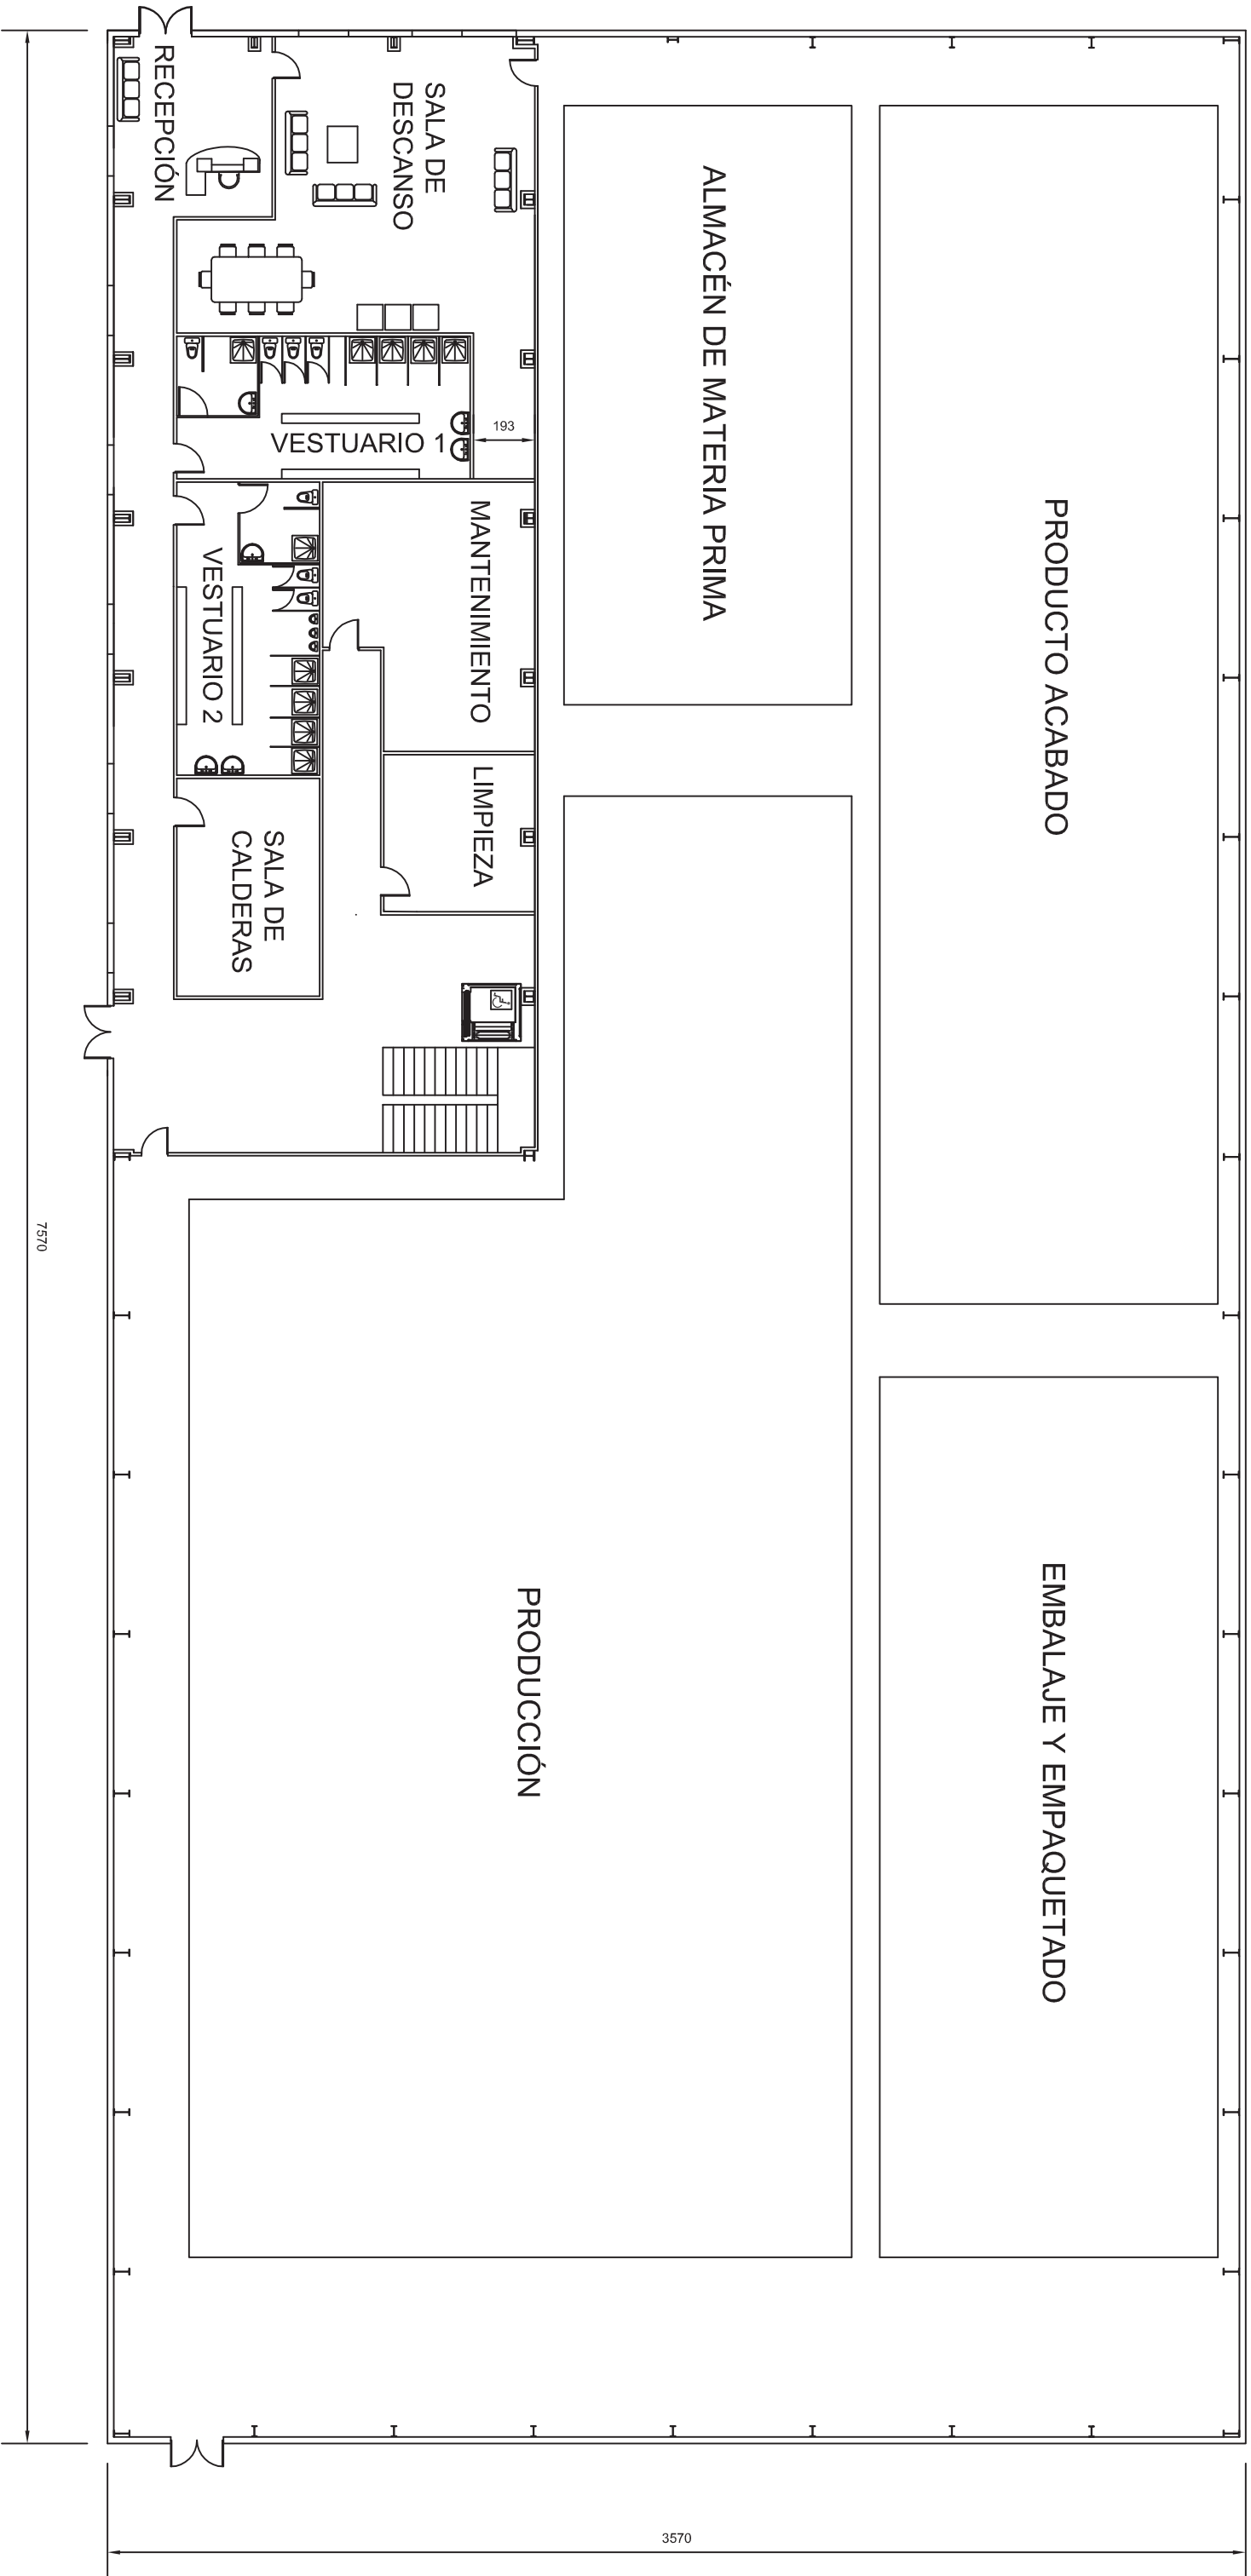 RECEPCIÓN
SALA DE
DESCANSO
ALMACÉN DE MATERIA PRIMA
PRODUCTO ACABADO
VESTUARIO 1
193
MANTENIMIENTO
VESTUARIO 2
LIMPIEZA
SALA DE
CALDERAS
7570
PRODUCCIÓN
EMBALAJE Y EMPAQUETADO
3570